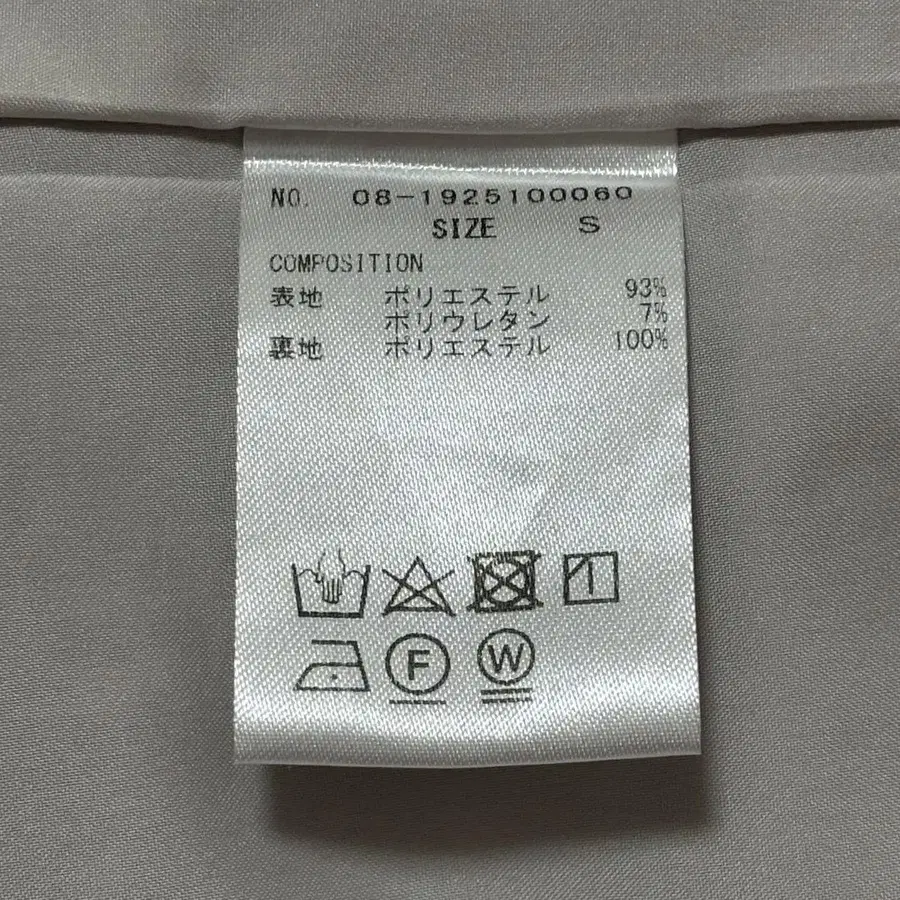 NO. 08-1925100060
SIZE S
COMPOSITION
表地 ポリエステル 93%
ポリウレタン 7%
裏地 ポリエステル 100%
F W